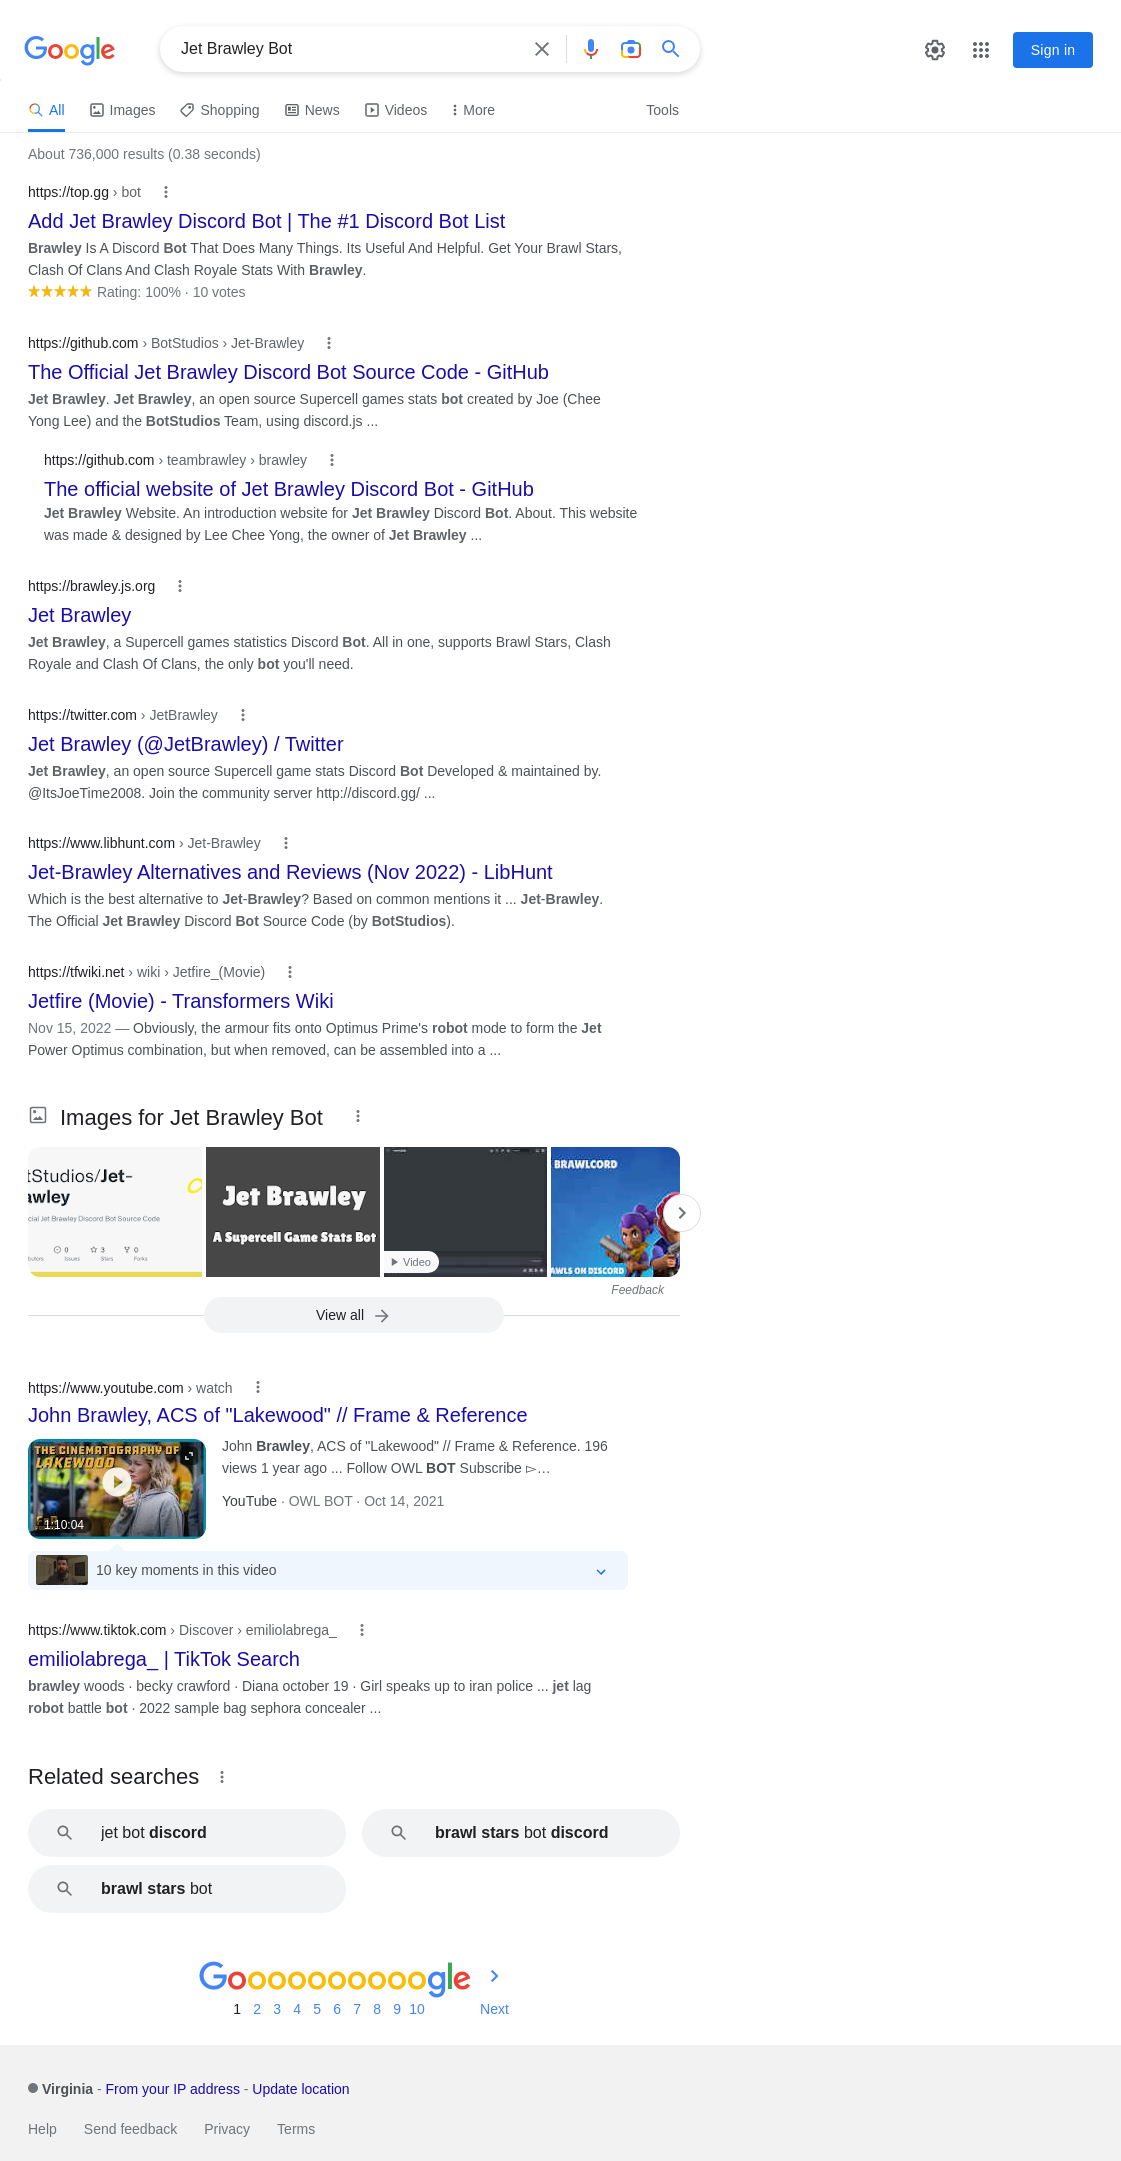 Google
Jet Brawley Bot
Sign in
All Images Shopping News Videos More Tools
About 736,000 results (0.38 seconds)
https://top.gg › bot
Add Jet Brawley Discord Bot | The #1 Discord Bot List
Brawley Is A Discord Bot That Does Many Things. Its Useful And Helpful. Get Your Brawl Stars,
Clash Of Clans And Clash Royale Stats With Brawley.
Rating: 100% · 10 votes
https://github.com › BotStudios › Jet-Brawley
The Official Jet Brawley Discord Bot Source Code - GitHub
Jet Brawley. Jet Brawley, an open source Supercell games stats bot created by Joe (Chee
Yong Lee) and the BotStudios Team, using discord.js ...
https://github.com › teambrawley › brawley
The official website of Jet Brawley Discord Bot - GitHub
Jet Brawley Website. An introduction website for Jet Brawley Discord Bot. About. This website
was made & designed by Lee Chee Yong, the owner of Jet Brawley ...
https://brawley.js.org
Jet Brawley
Jet Brawley, a Supercell games statistics Discord Bot. All in one, supports Brawl Stars, Clash
Royale and Clash Of Clans, the only bot you'll need.
https://twitter.com › JetBrawley
Jet Brawley (@JetBrawley) / Twitter
Jet Brawley, an open source Supercell game stats Discord Bot Developed & maintained by.
@ItsJoeTime2008. Join the community server http://discord.gg/ ...
https://www.libhunt.com › Jet-Brawley
Jet-Brawley Alternatives and Reviews (Nov 2022) - LibHunt
Which is the best alternative to Jet-Brawley? Based on common mentions it ... Jet-Brawley.
The Official Jet Brawley Discord Bot Source Code (by BotStudios).
https://tfwiki.net › wiki › Jetfire_(Movie)
Jetfire (Movie) - Transformers Wiki
Nov 15, 2022 — Obviously, the armour fits onto Optimus Prime's robot mode to form the Jet
Power Optimus combination, but when removed, can be assembled into a ...
Images for Jet Brawley Bot
tStudios/Jet-
awley
cial Jet Brawley Discord Bot Source Code
0 3 0
butors Issues Stars Forks
Jet Brawley
A Supercell Game Stats Bot
Video
BRAWLCORD
AWLS ON DISCORD
Feedback
View all
https://www.youtube.com › watch
John Brawley, ACS of "Lakewood" // Frame & Reference
THE CINEMATOGRAPHY OF
LAKEWOOD
1:10:04
John Brawley, ACS of "Lakewood" // Frame & Reference. 196
views 1 year ago ... Follow OWL BOT Subscribe ▻…
YouTube · OWL BOT · Oct 14, 2021
10 key moments in this video
https://www.tiktok.com › Discover › emiliolabrega_
emiliolabrega_ | TikTok Search
brawley woods · becky crawford · Diana october 19 · Girl speaks up to iran police ... jet lag
robot battle bot · 2022 sample bag sephora concealer ...
Related searches
jet bot discord
brawl stars bot discord
brawl stars bot
Goooooooooogle
1 2 3 4 5 6 7 8 9 10 Next
Virginia - From your IP address - Update location
Help Send feedback Privacy Terms